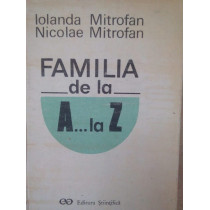 Iolanda Mitrofan
Nicolae Mitrofan
FAMILIA
de la
A...la Z
Editura Științifică